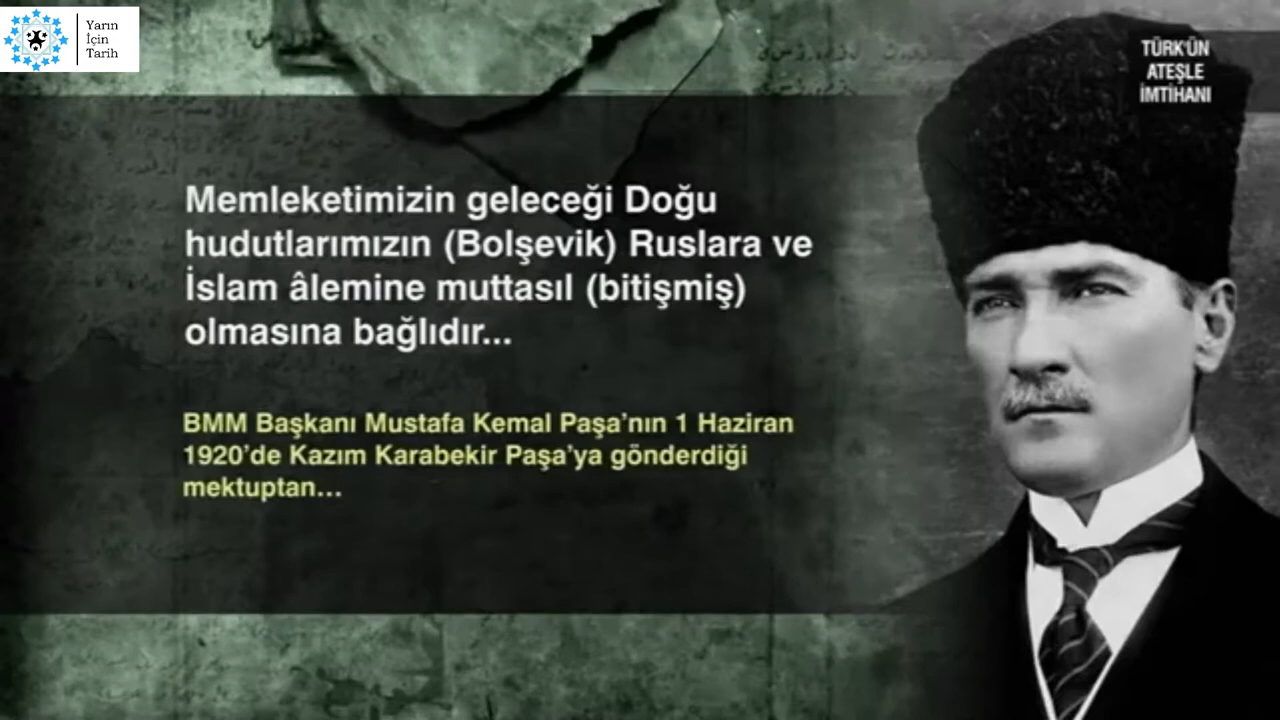 Yarın
İçin
Tarih
TÜRK'ÜN
ATEŞLE
İMTİHANI
Memleketimizin geleceği Doğu
hudutlarımızın (Bolşevik) Ruslara ve
İslam âlemine muttasıl (bitişmiş)
olmasına bağlıdır...
BMM Başkanı Mustafa Kemal Paşa'nın 1 Haziran
1920'de Kazım Karabekir Paşa'ya gönderdiği
mektuptan...